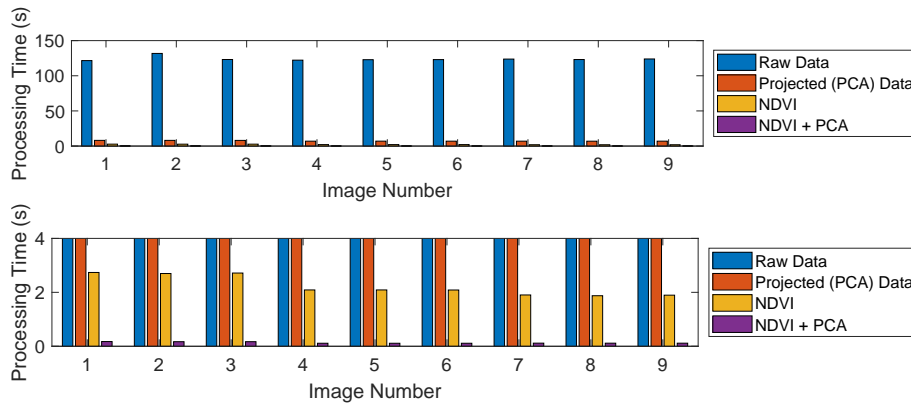 Processing Time (s)
150
100
50
0
1 2 3 4 5 6 7 8 9
Image Number
Raw Data
Projected (PCA) Data
NDVI
NDVI + PCA
Processing Time (s)
4
2
0
1 2 3 4 5 6 7 8 9
Image Number
Raw Data
Projected (PCA) Data
NDVI
NDVI + PCA